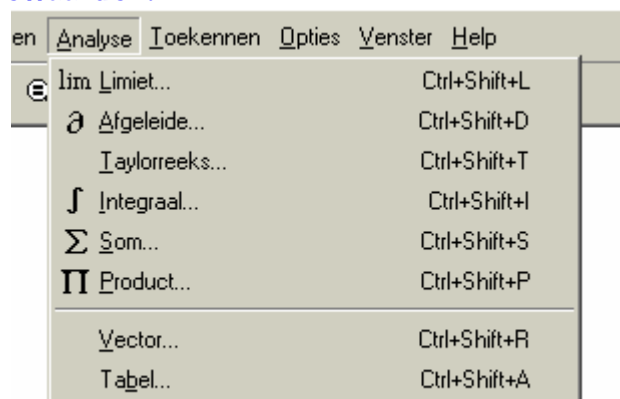 en Analyse Toekennen Opties Venster Help
lim Limiet... Ctrl+Shift+L
∂ Afgeleide... Ctrl+Shift+D
Taylorreeks... Ctrl+Shift+T
∫ Integraal... Ctrl+Shift+I
Σ Som... Ctrl+Shift+S
Π Product... Ctrl+Shift+P
Vector... Ctrl+Shift+R
Tabel... Ctrl+Shift+A